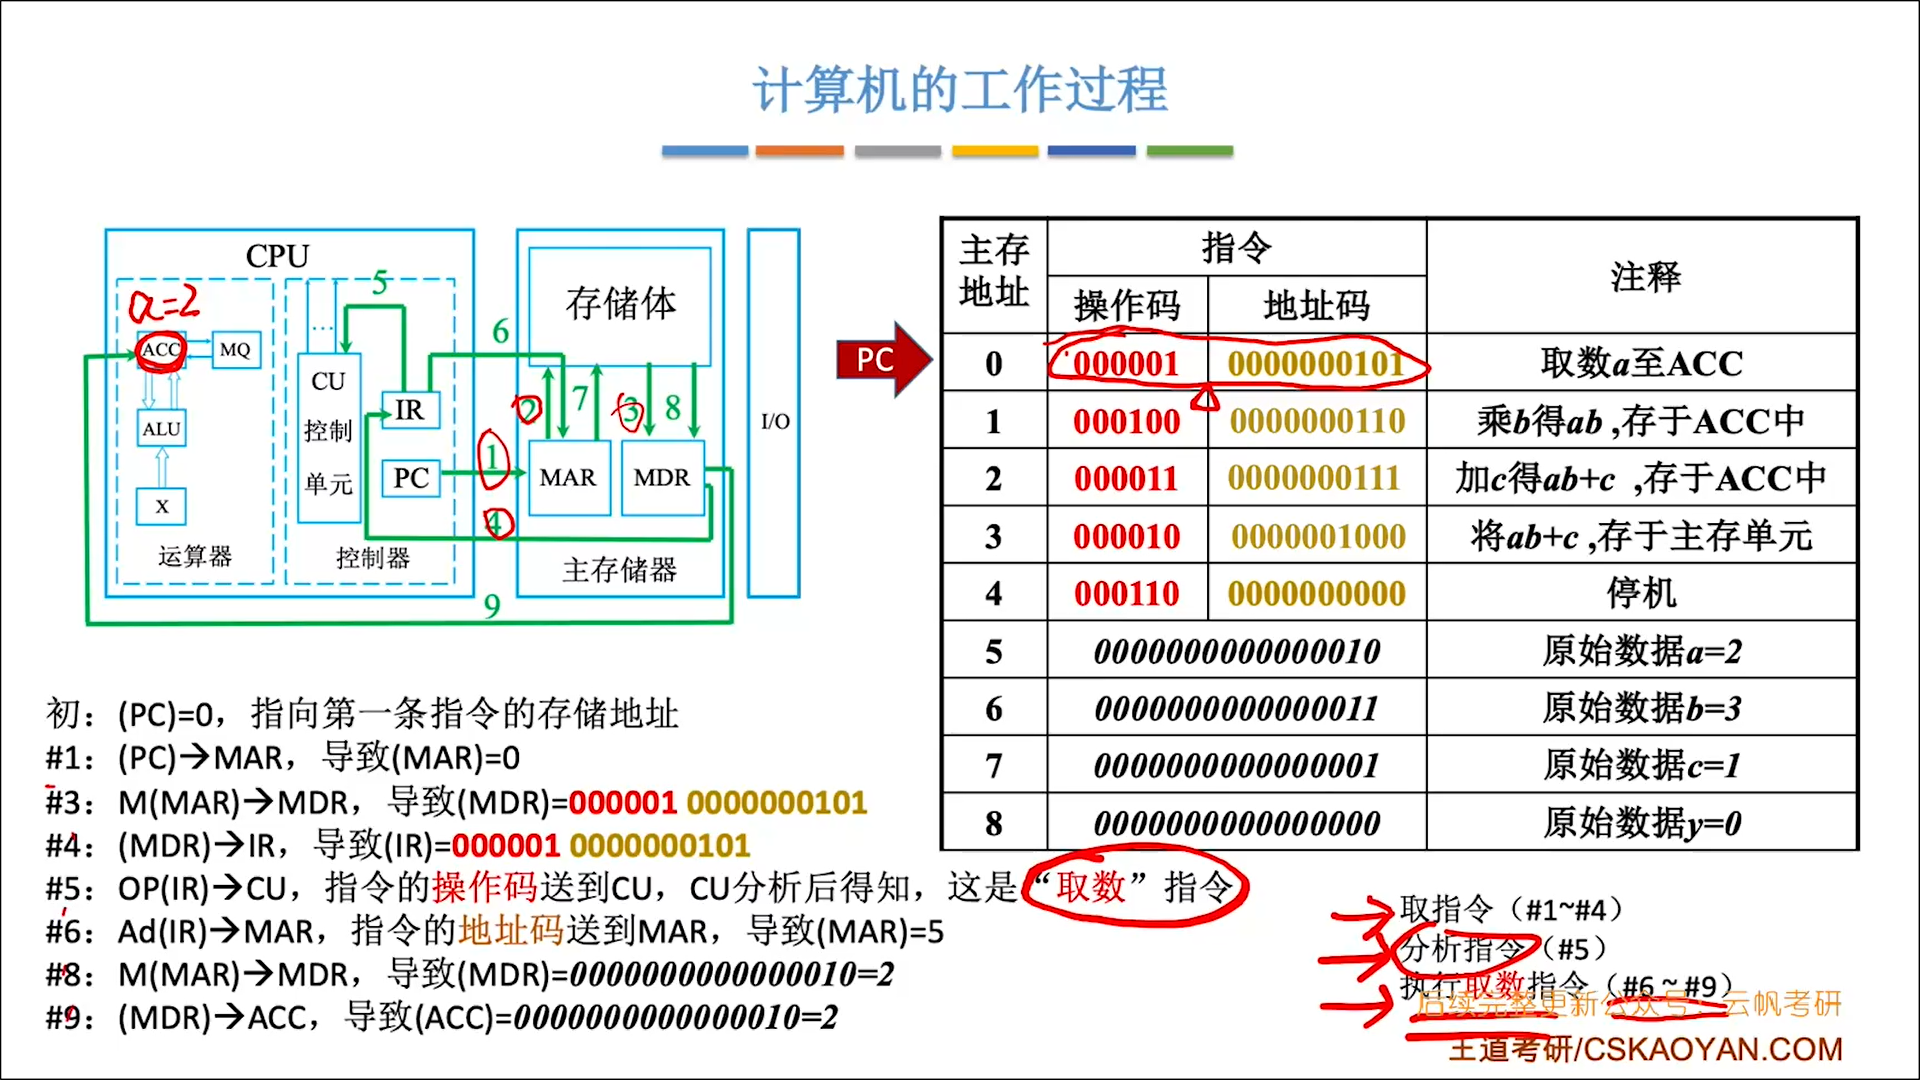 计算机的工作过程
CPU
a=2
ACC
MQ
ALU
X
运算器
5
...
CU
控制
单元
IR
PC
控制器
6
1
4
9
存储体
2
7
3
8
MAR
MDR
主存储器
I/O
PC
主存地址 指令 注释
操作码 地址码
0 000001 0000000101 取数a至ACC
1 000100 0000000110 乘b得ab ,存于ACC中
2 000011 0000000111 加c得ab+c ,存于ACC中
3 000010 0000001000 将ab+c ,存于主存单元
4 000110 0000000000 停机
5 0000000000000010 原始数据a=2
6 0000000000000011 原始数据b=3
7 0000000000000001 原始数据c=1
8 0000000000000000 原始数据y=0
初：(PC)=0，指向第一条指令的存储地址
#1：(PC)→MAR，导致(MAR)=0
#3：M(MAR)→MDR，导致(MDR)=000001 0000000101
#4：(MDR)→IR，导致(IR)=000001 0000000101
#5：OP(IR)→CU，指令的操作码送到CU，CU分析后得知，这是“取数”指令
#6：Ad(IR)→MAR，指令的地址码送到MAR，导致(MAR)=5
#8：M(MAR)→MDR，导致(MDR)=0000000000000010=2
#9：(MDR)→ACC，导致(ACC)=0000000000000010=2
取指令（#1~#4）
分析指令（#5）
执行取数指令（#6~#9）
后续完整更新公众号：云帆考研
王道考研/CSKAOYAN.COM